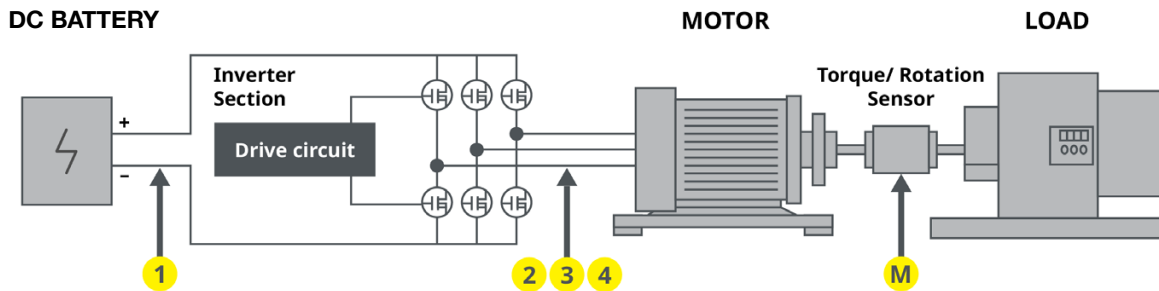 DC BATTERY
MOTOR
LOAD
Inverter
Section
Torque/ Rotation
Sensor
+
Drive circuit
–
1
2 3 4
M